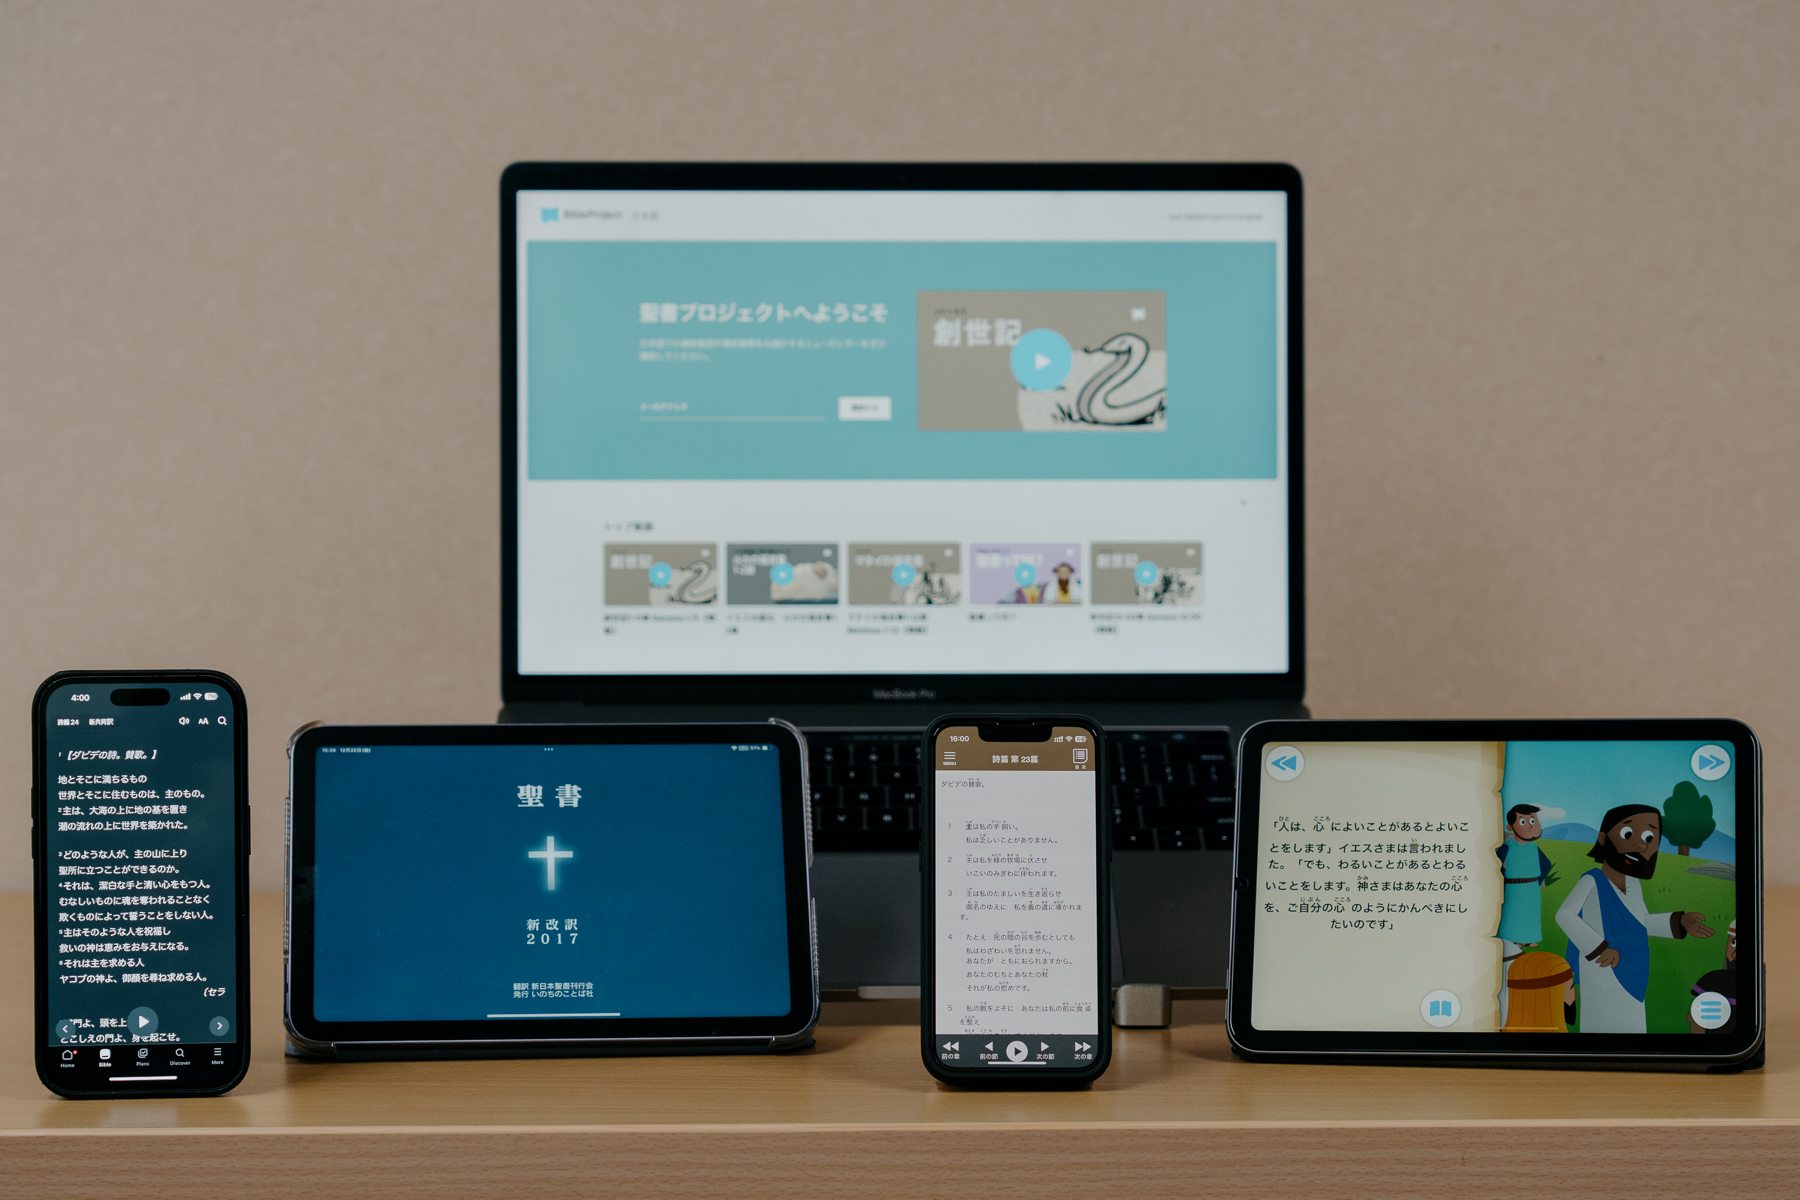 BibleProject
聖書プロジェクトへようこそ
メールアドレス
創世記
トップ動画
創世記
創世記
MacBook Pro
4:00
詩編 24 新共同訳
AA
1 【ダビデの詩。賛歌。】
地とそこに満ちるもの
世界とそこに住むものは、主のもの。
2 主は、大海の上に地の基を置き
潮の流れの上に世界を築かれた。
3 どのような人が、主の山に上り
聖所に立つことができるのか。
4 それは、潔白な手と清い心をもつ人。
むなしいものに魂を奪われることなく
欺くものによって誓うことをしない人。
5 主はそのような人を祝福し
救いの神は恵みをお与えになる。
6 それは主を求める人
ヤコブの神よ、御顔を尋ね求める人。
〔セラ
門よ、頭を上
とこしえの門よ、身を起こせ。
Home Bible Plans Discover More
聖書
新改訳
2017
翻訳 新日本聖書刊行会
発行 いのちのことば社
16:00
MENU
詩篇 第 23篇
目次
ダビデの賛歌。
1 主は私の羊飼い。
私は乏しいことがありません。
2 主は私を緑の牧場に伏させ
いこいのみぎわに伴われます。
3 主は私のたましいを生き返らせ
御名のゆえに 私を義の道に導かれま
す。
4 たとえ 死の陰の谷を歩むとしても
私はわざわいを恐れません。
あなたが ともにおられますから。
あなたのむちとあなたの杖
それが私の慰めです。
5 私の敵をよそに あなたは私の前に食卓
を整え
前の章 前の節 次の節 次の章
「人は、心によいことがあるとよいこ
とをします」イエスさまは言われまし
た。「でも、わるいことがあるとわる
いことをします。神さまはあなたの心
を、ご自分の心のようにかんぺきにし
たいのです」